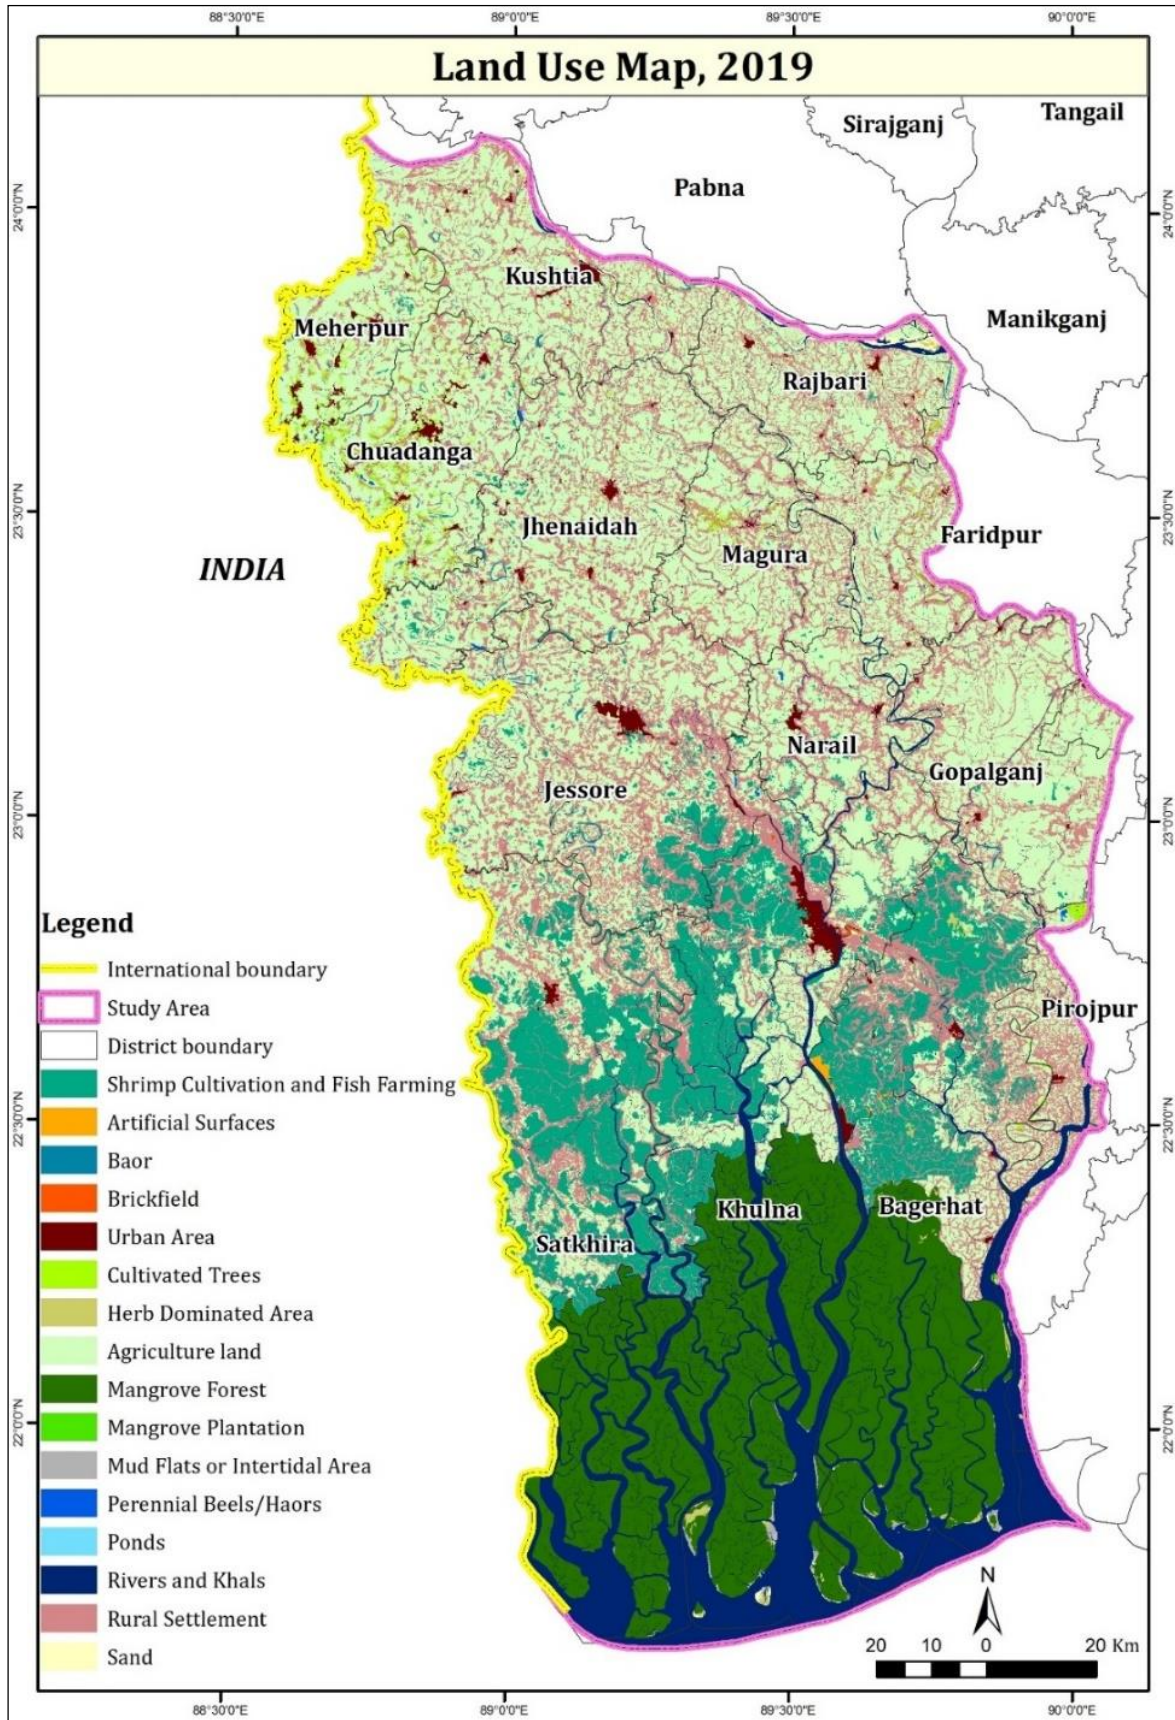 88°30'0"E
89°0'0"E
89°30'0"E
90°0'0"E
Land Use Map, 2019
Tangail
Sirajganj
Pabna
24°0'0"N
24°0'0"N
Kushtia
Manikganj
Meherpur
Rajbari
Chuadanga
23°30'0"N
23°30'0"N
Jhenaidah
Faridpur
Magura
INDIA
Narail
Gopalganj
Jessore
23°0'0"N
23°0'0"N
Pirojpur
22°30'0"N
22°30'0"N
Khulna
Bagerhat
Satkhira
22°0'0"N
22°0'0"N
Legend
International boundary
Study Area
District boundary
Shrimp Cultivation and Fish Farming
Artificial Surfaces
Baor
Brickfield
Urban Area
Cultivated Trees
Herb Dominated Area
Agriculture land
Mangrove Forest
Mangrove Plantation
Mud Flats or Intertidal Area
Perennial Beels/Haors
Ponds
Rivers and Khals
Rural Settlement
Sand
N
20 10 0 20 Km
88°30'0"E
89°0'0"E
89°30'0"E
90°0'0"E